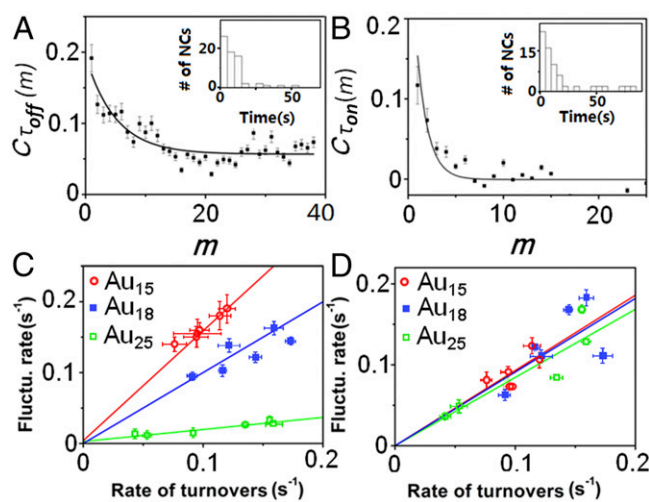 A
0.2
0.1
0
Cτoff(m)
0
20
40
m
# of NCs
20
0
0
50
Time(s)
B
0.2
0.1
0
Cτon(m)
0
10
20
m
# of NCs
15
0
0
50
Time(s)
C
Au15
Au18
Au25
Fluctu. rate(s-1)
0.2
0.1
0
0.1
0.2
Rate of turnovers (s-1)
D
Au15
Au18
Au25
Fluctu. rate(s-1)
0.2
0.1
0
0.1
0.2
Rate of turnovers (s-1)